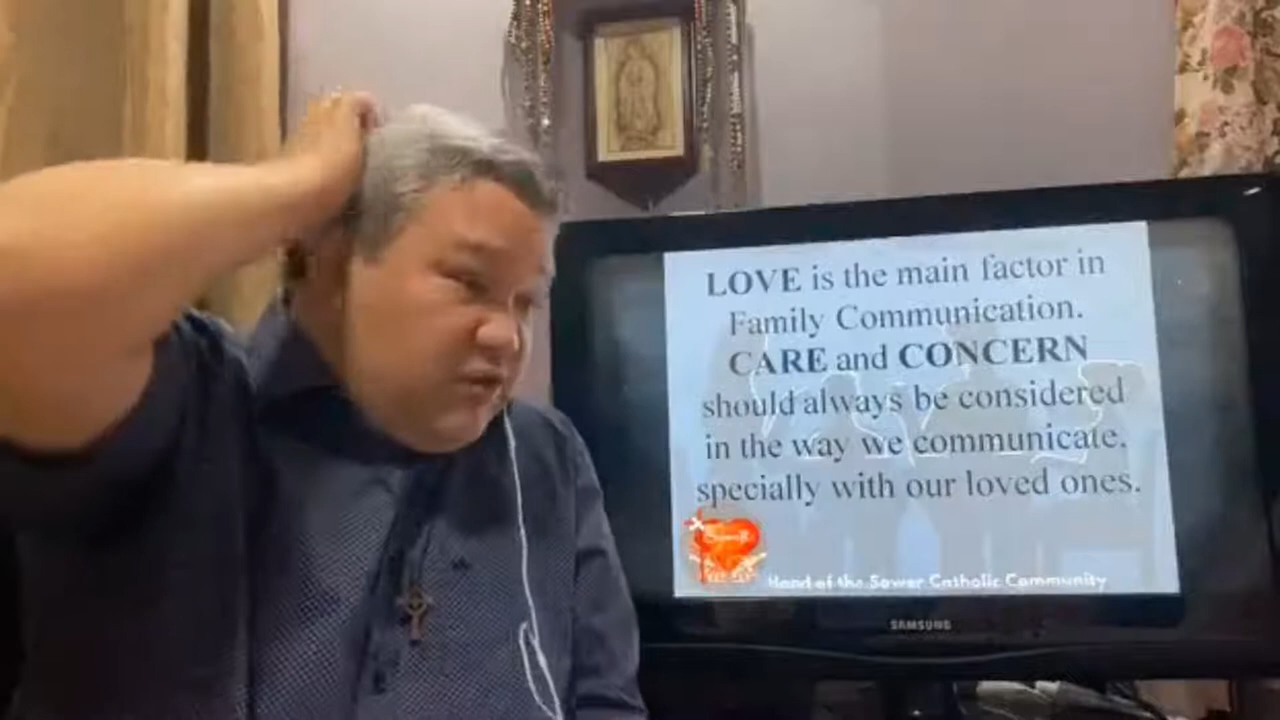 LOVE is the main factor in
Family Communication.
CARE and CONCERN
should always be considered
in the way we communicate,
specially with our loved ones.
Hand of the Sower Catholic Community
SAMSUNG